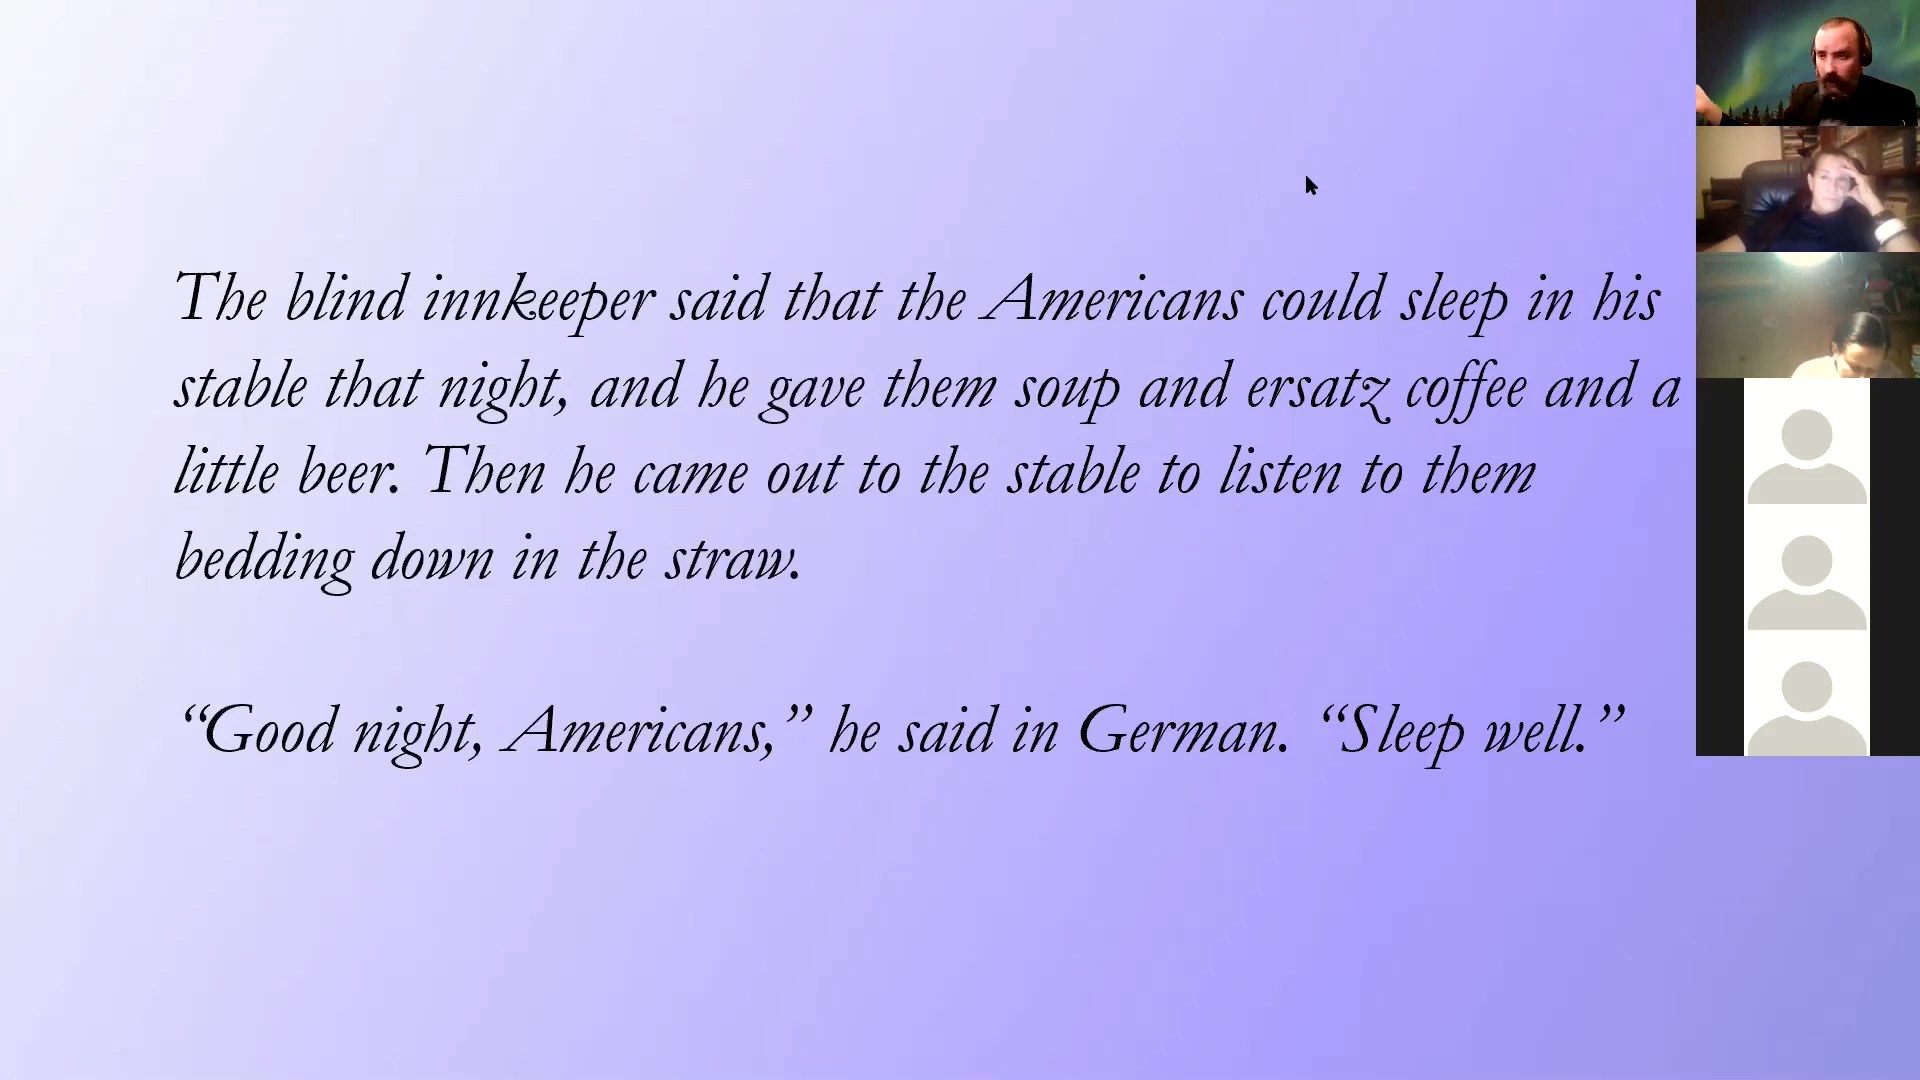 The blind innkeeper said that the Americans could sleep in his
stable that night, and he gave them soup and ersatz coffee and a
little beer. Then he came out to the stable to listen to them
bedding down in the straw.
“Good night, Americans,” he said in German. “Sleep well.”